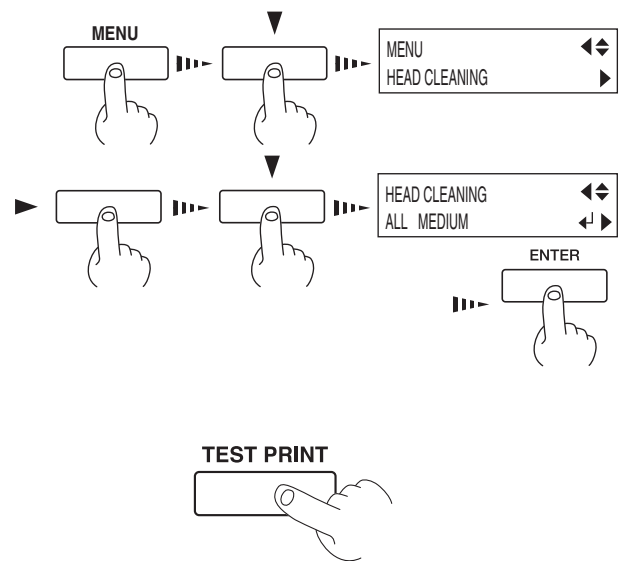 MENU
MENU
HEAD CLEANING
HEAD CLEANING
ALL MEDIUM
ENTER
TEST PRINT